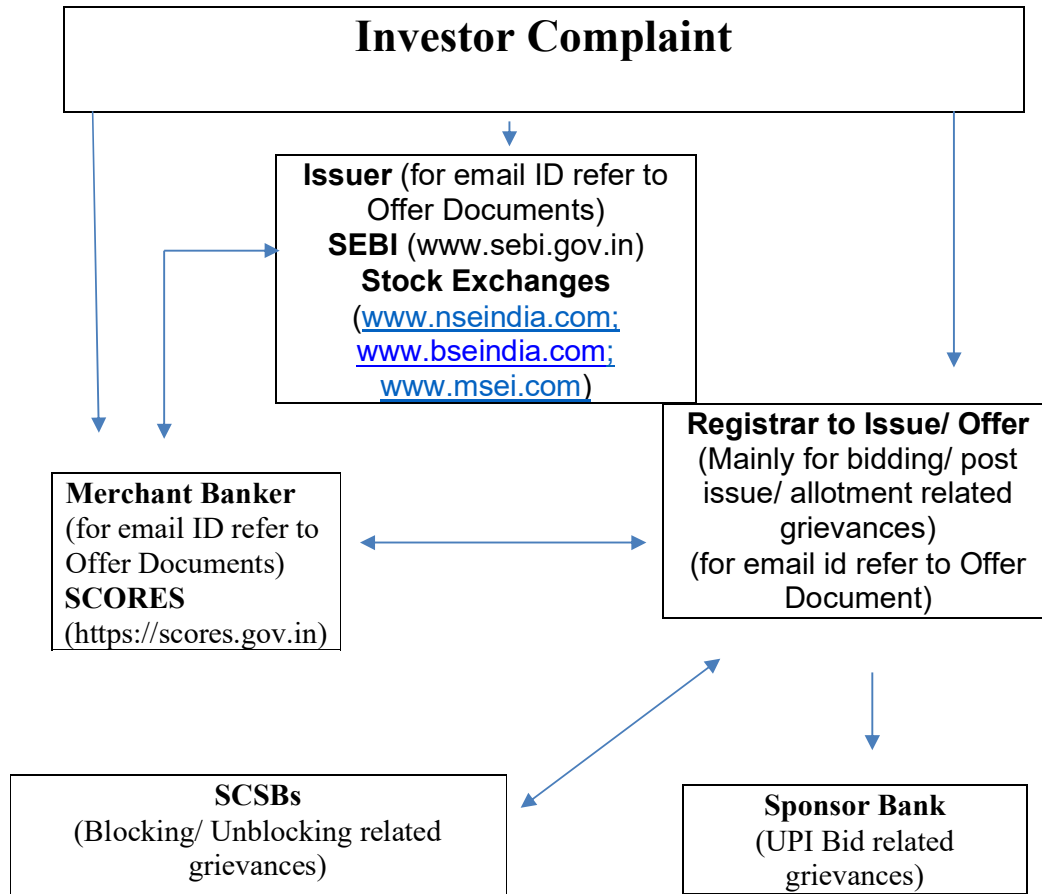 Investor Complaint
Issuer (for email ID refer to
Offer Documents)
SEBI (www.sebi.gov.in)
Stock Exchanges
(www.nseindia.com;
www.bseindia.com;
www.msei.com)
Merchant Banker
(for email ID refer to
Offer Documents)
SCORES
(https://scores.gov.in)
Registrar to Issue/ Offer
(Mainly for bidding/ post
issue/ allotment related
grievances)
(for email id refer to Offer
Document)
SCSBs
(Blocking/ Unblocking related
grievances)
Sponsor Bank
(UPI Bid related
grievances)